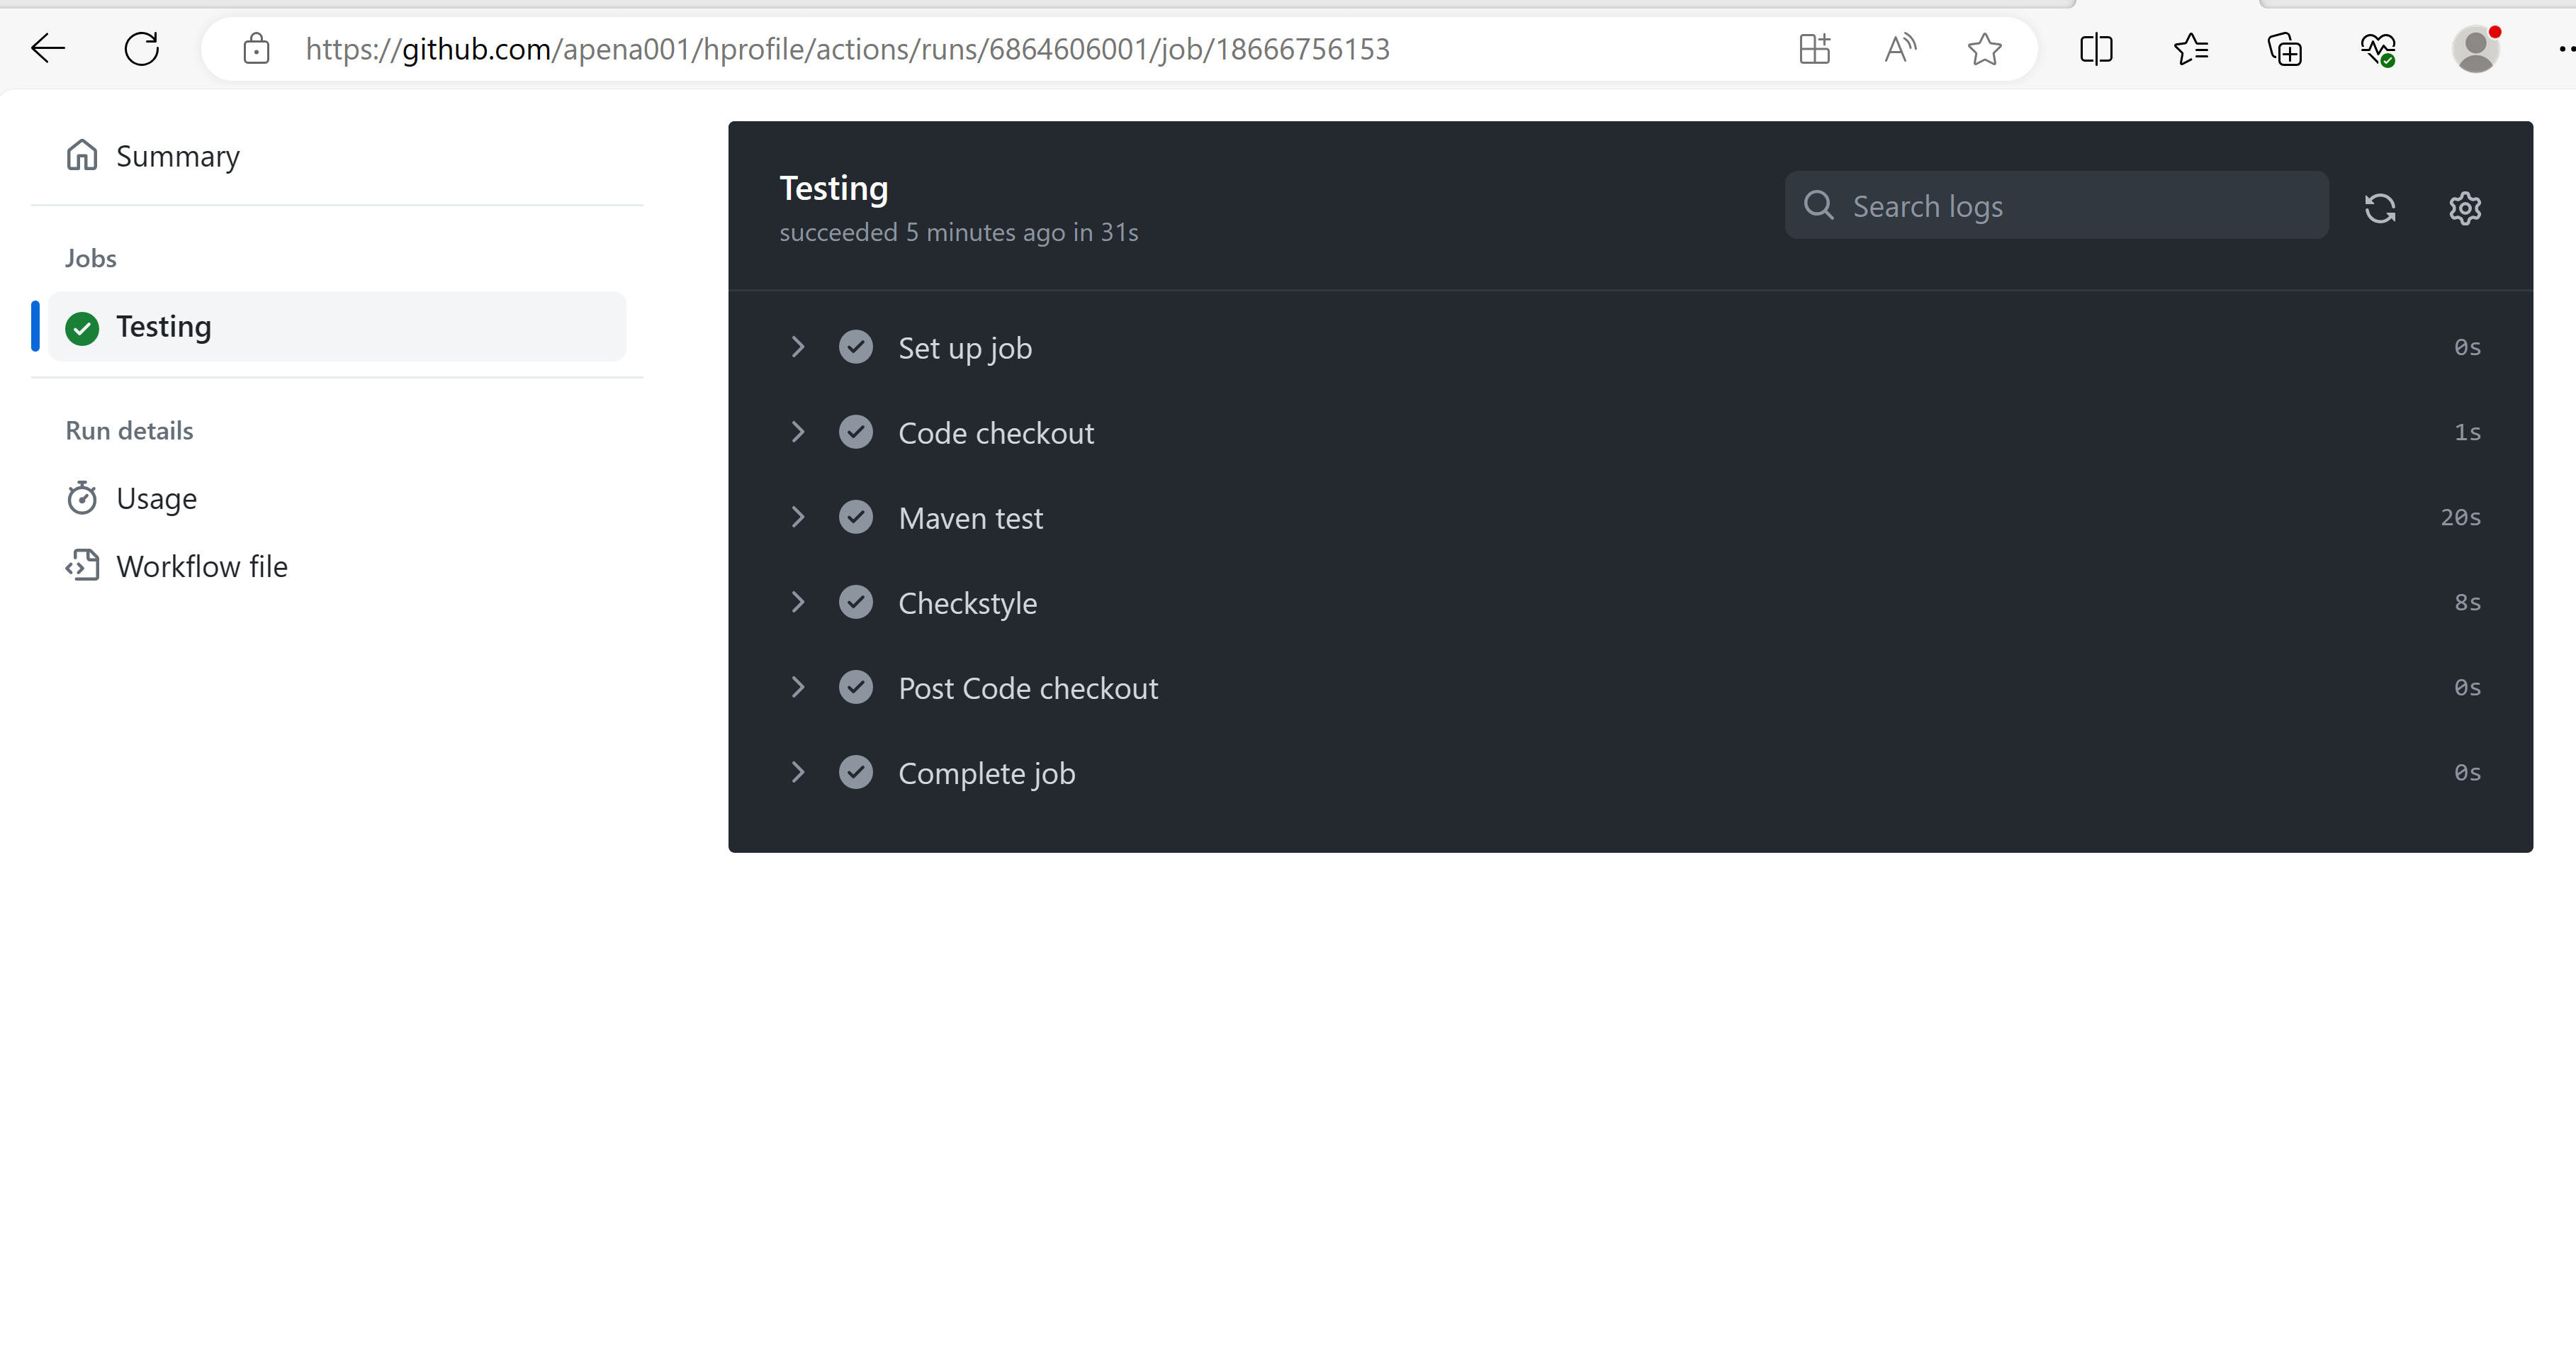 https://github.com/apena001/hprofile/actions/runs/6864606001/job/18666756153
Summary
Jobs
Testing
Run details
Usage
Workflow file
Testing
succeeded 5 minutes ago in 31s
Search logs
Set up job 0s
Code checkout 1s
Maven test 20s
Checkstyle 8s
Post Code checkout 0s
Complete job 0s